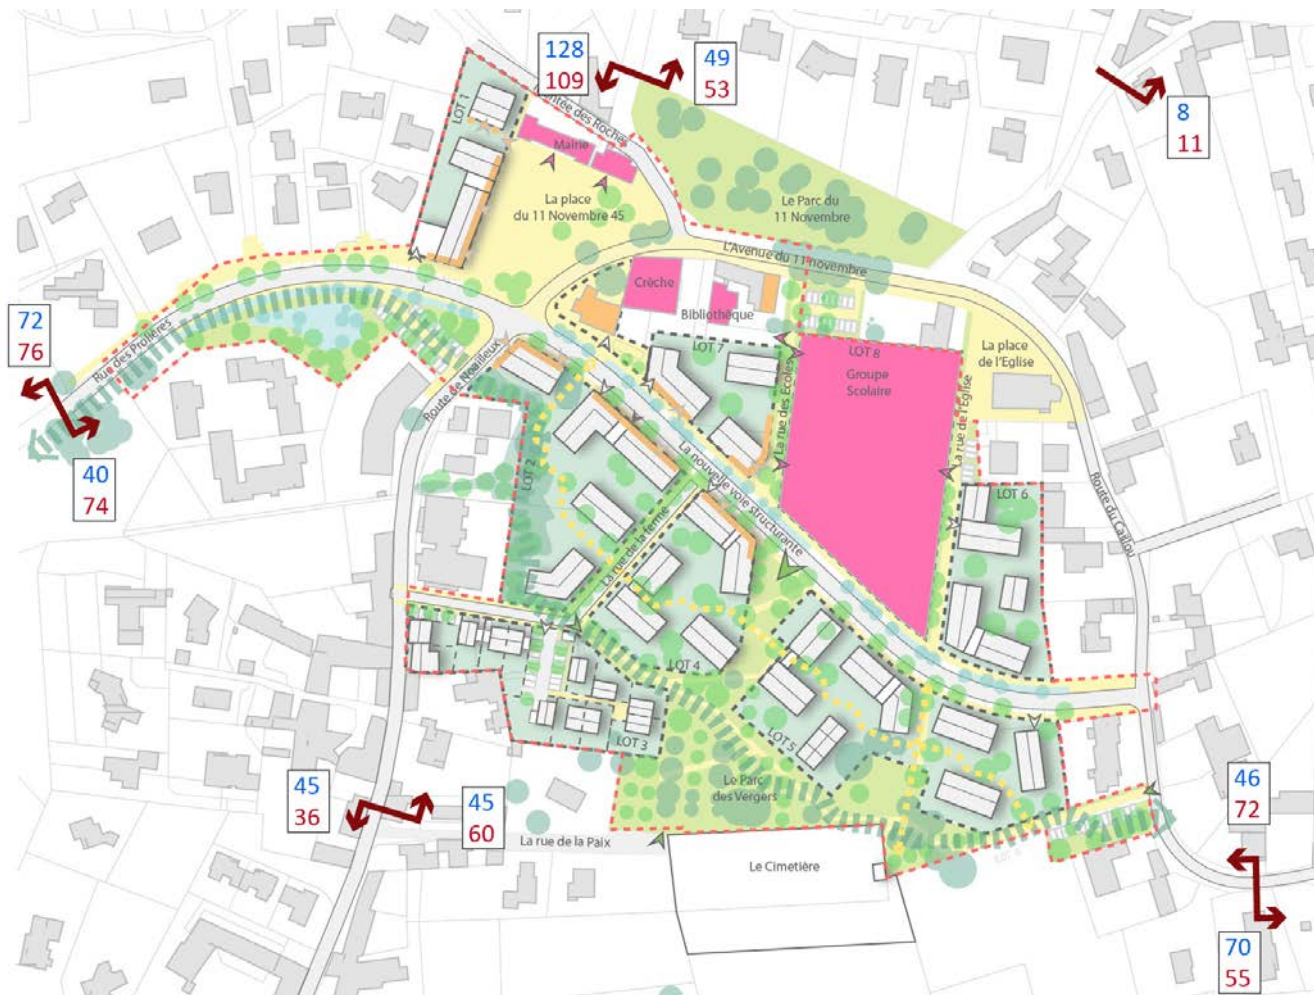 128
109
49
53
8
11
LOT 1
Montée des Roches
Mairie
La place
du 11 Novembre 45
Le Parc du
11 Novembre
L'Avenue du 11 novembre
Crèche
Bibliothèque
LOT 7
LOT 8
Groupe
Scolaire
La place
de l'Eglise
72
76
Rue des Prolières
Route de Noailleux
La rue des Ecoles
La rue de l'Eglise
40
74
LOT 2
La nouvelle voie structurante
LOT 6
Route du Caillou
La rue de la ferme
LOT 4
LOT 3
LOT 5
Le Parc
des Vergers
45
36
45
60
La rue de la Paix
Le Cimetière
46
72
70
55